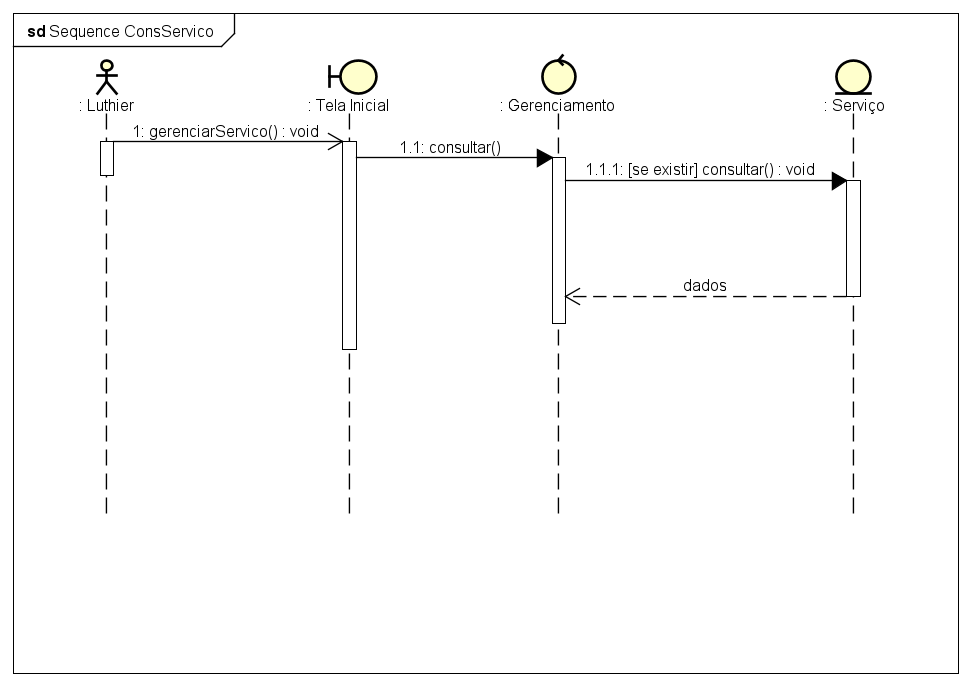 sd Sequence ConsServico
: Luthier
: Tela Inicial
: Gerenciamento
: Serviço
1: gerenciarServico() : void
1.1: consultar()
1.1.1: [se existir] consultar() : void
dados